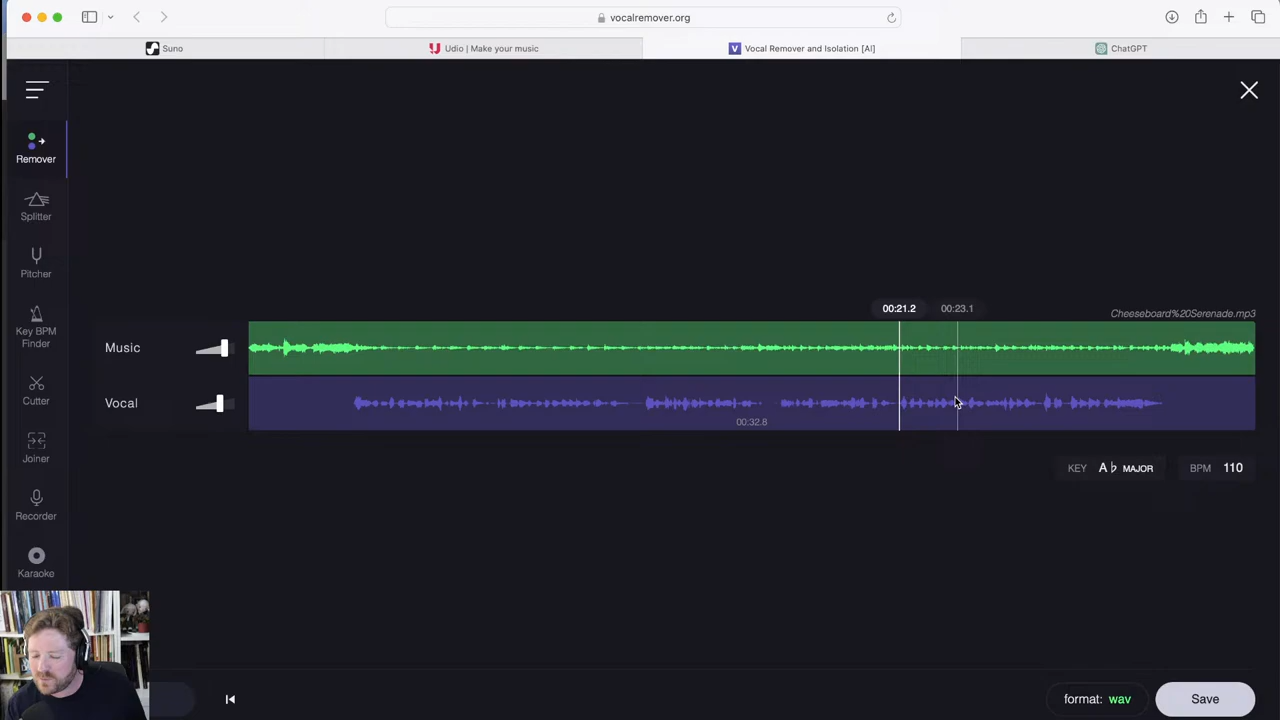 vocalremover.org
Suno
Udio | Make your music
Vocal Remover and Isolation [AI]
ChatGPT
Remover
Splitter
Pitcher
Key BPM
Finder
Cutter
Joiner
Recorder
Karaoke
00:21.2
00:23.1
Cheeseboard%20Serenade.mp3
Music
Vocal
00:32.8
KEY A♭ MAJOR
BPM 110
format: wav
Save